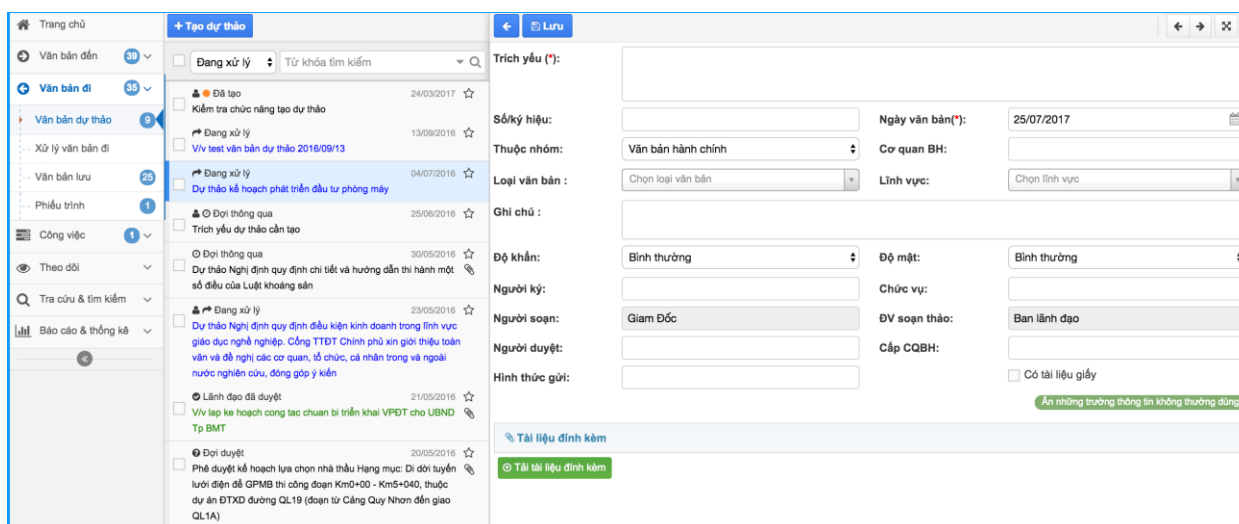 Trang chủ
Văn bản đến 39
Văn bản đi 35
Văn bản dự thảo 9
Xử lý văn bản đi
Văn bản lưu 25
Phiếu trình 1
Công việc 1
Theo dõi
Tra cứu & tìm kiếm
Báo cáo & thống kê
+ Tạo dự thảo
Đang xử lý Từ khóa tìm kiếm
Đã tạo 24/03/2017
Kiểm tra chức năng tạo dự thảo
Đang xử lý 13/09/2016
V/v test văn bản dự thảo 2016/09/13
Đang xử lý 04/07/2016
Dự thảo kế hoạch phát triển đầu tư phòng máy
Đợi thông qua 25/06/2016
Trích yếu dự thảo cần tạo
Đợi thông qua 30/05/2016
Dự thảo Nghị định quy định chi tiết và hướng dẫn thi hành một
số điều của Luật khoáng sản
Đang xử lý 23/05/2016
Dự thảo Nghị định quy định điều kiện kinh doanh trong lĩnh vực
giáo dục nghề nghiệp. Cổng TTĐT Chính phủ xin giới thiệu toàn
văn và đề nghị các cơ quan, tổ chức, cá nhân trong và ngoài
nước nghiên cứu, đóng góp ý kiến
Lãnh đạo đã duyệt 21/05/2016
V/v lap ke hoạch cong tac chuan bi triển khai VPĐT cho UBND
Tp BMT
Đợi duyệt 20/05/2016
Phê duyệt kế hoạch lựa chọn nhà thầu Hạng mục: Di dời tuyến
lưới điện để GPMB thi công đoạn Km0+00 - Km5+040, thuộc
dự án ĐTXD đường QL19 (đoạn từ Cảng Quy Nhơn đến giao
QL1A)
Lưu
Trích yếu (*):
Số/ký hiệu: Ngày văn bản(*): 25/07/2017
Thuộc nhóm: Văn bản hành chính Cơ quan BH:
Loại văn bản : Chọn loại văn bản Lĩnh vực: Chọn lĩnh vực
Ghi chú :
Độ khẩn: Bình thường Độ mật: Bình thường
Người ký: Chức vụ:
Người soạn: Giam Đốc ĐV soạn thảo: Ban lãnh đạo
Người duyệt: Cấp CQBH:
Hình thức gửi: Có tài liệu giấy
Ẩn những trường thông tin không thường dùng
Tài liệu đính kèm
Tải tài liệu đính kèm